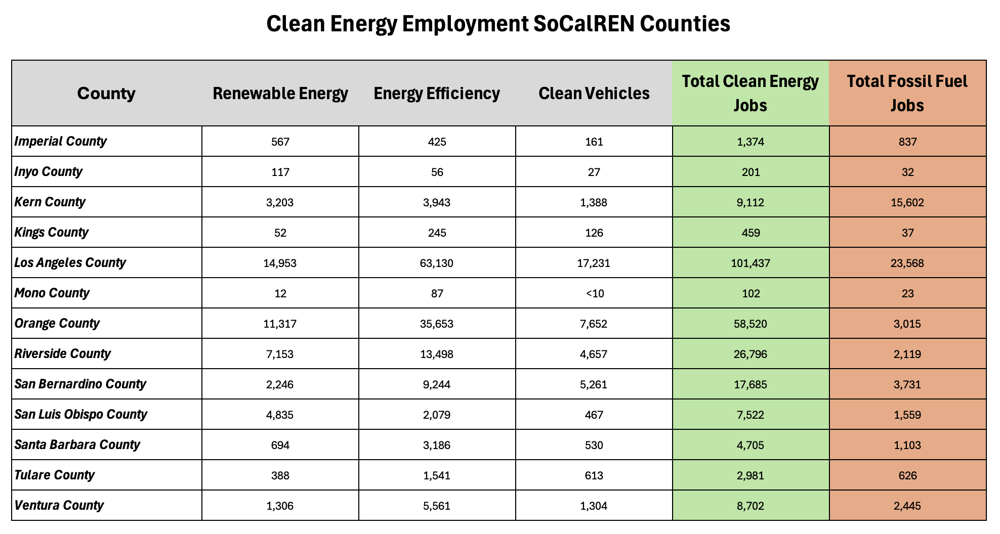 Clean Energy Employment SoCalREN Counties
County Renewable Energy Energy Efficiency Clean Vehicles Total Clean Energy Jobs Total Fossil Fuel Jobs
Imperial County 567 425 161 1,374 837
Inyo County 117 56 27 201 32
Kern County 3,203 3,943 1,388 9,112 15,602
Kings County 52 245 126 459 37
Los Angeles County 14,953 63,130 17,231 101,437 23,568
Mono County 12 87 <10 102 23
Orange County 11,317 35,653 7,652 58,520 3,015
Riverside County 7,153 13,498 4,657 26,796 2,119
San Bernardino County 2,246 9,244 5,261 17,685 3,731
San Luis Obispo County 4,835 2,079 467 7,522 1,559
Santa Barbara County 694 3,186 530 4,705 1,103
Tulare County 388 1,541 613 2,981 626
Ventura County 1,306 5,561 1,304 8,702 2,445